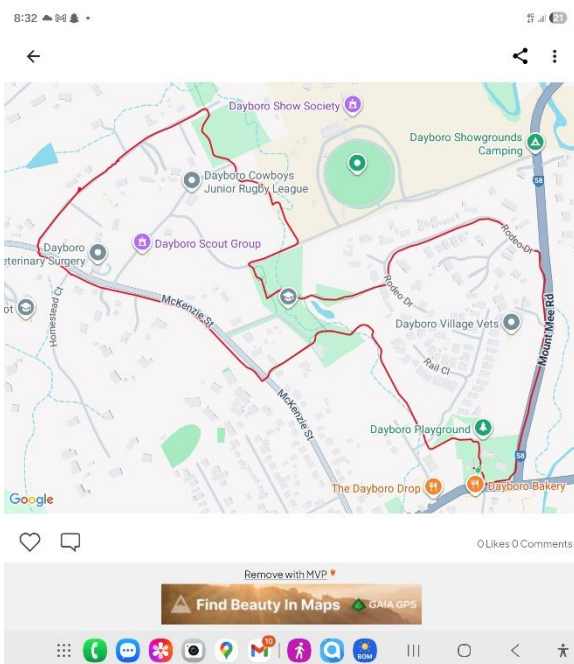 8:32
21
Dayboro Show Society
Dayboro Showgrounds
Camping
58
Dayboro Cowboys
Junior Rugby League
Dayboro Scout Group
Dayboro
eterinary Surgery
Rodeo Dr
Rodeo Dr
McKenzie St
ot
Homestead Ct
Dayboro Village Vets
Mount Mee Rd
Rail Cl
McKenzie St
Dayboro Playground
58
The Dayboro Drop
Dayboro Bakery
Google
0 Likes 0 Comments
Remove with MVP
Find Beauty In Maps GAIA GPS
10
BOM